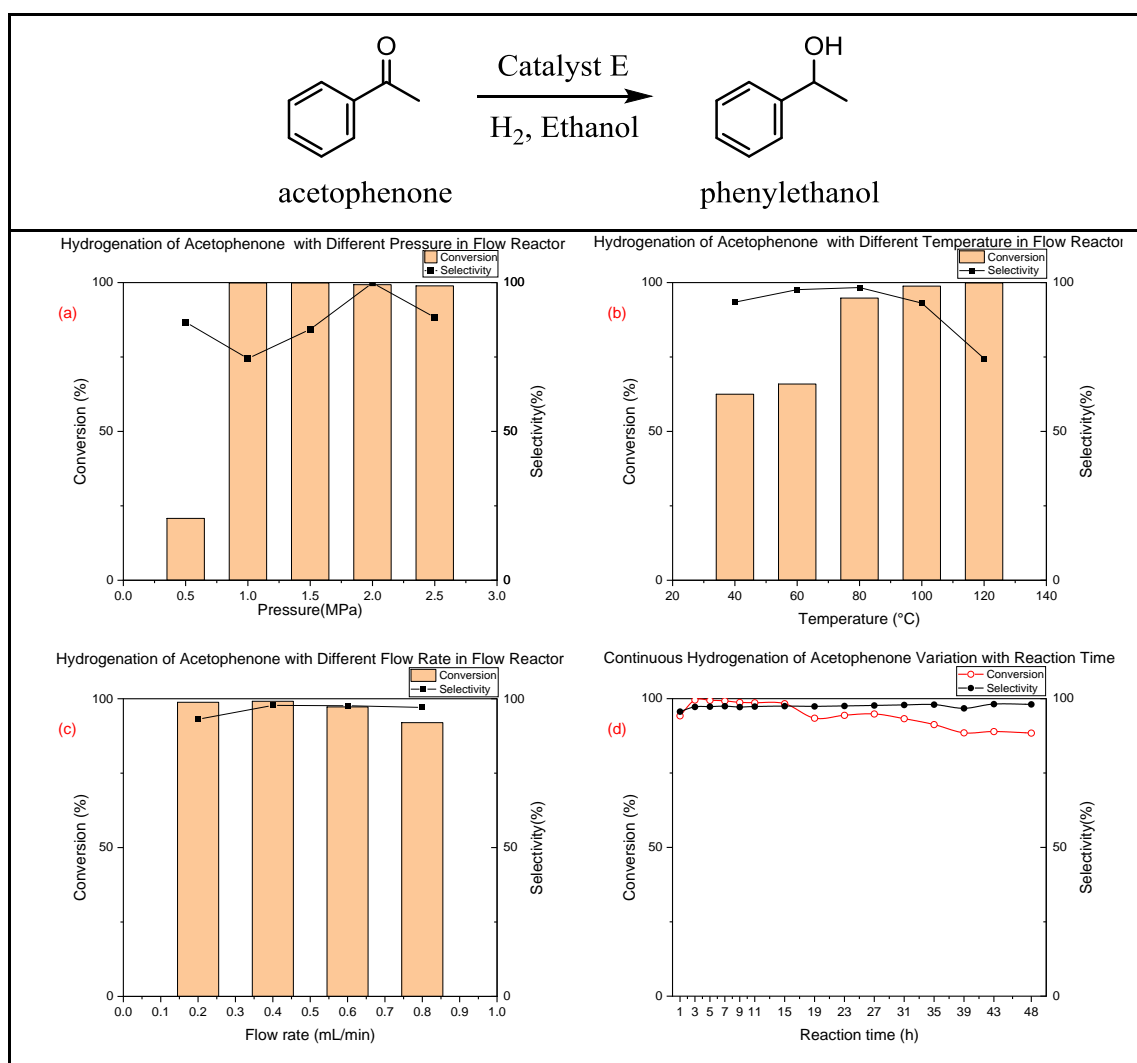 O
OH
Catalyst E
H2, Ethanol
acetophenone
phenylethanol
Hydrogenation of Acetophenone with Different Pressure in Flow Reactor
Conversion
Selectivity
(a)
100
50
0
Conversion (%)
100
50
0
Selectivity(%)
0.0 0.5 1.0 1.5 2.0 2.5 3.0
Pressure(MPa)
Hydrogenation of Acetophenone with Different Temperature in Flow Reactor
Conversion
Selectivity
(b)
100
50
0
Conversion (%)
100
50
0
Selectivity(%)
20 40 60 80 100 120 140
Temperature (°C)
Hydrogenation of Acetophenone with Different Flow Rate in Flow Reactor
Conversion
Selectivity
(c)
100
50
0
Conversion (%)
100
50
0
Selectivity(%)
0.0 0.1 0.2 0.3 0.4 0.5 0.6 0.7 0.8 0.9 1.0
Flow rate (mL/min)
Continuous Hydrogenation of Acetophenone Variation with Reaction Time
Conversion
Selectivity
(d)
100
50
0
Conversion (%)
100
50
0
Selectivity(%)
1 3 5 7 9 11 15 19 23 27 31 35 39 43 48
Reaction time (h)